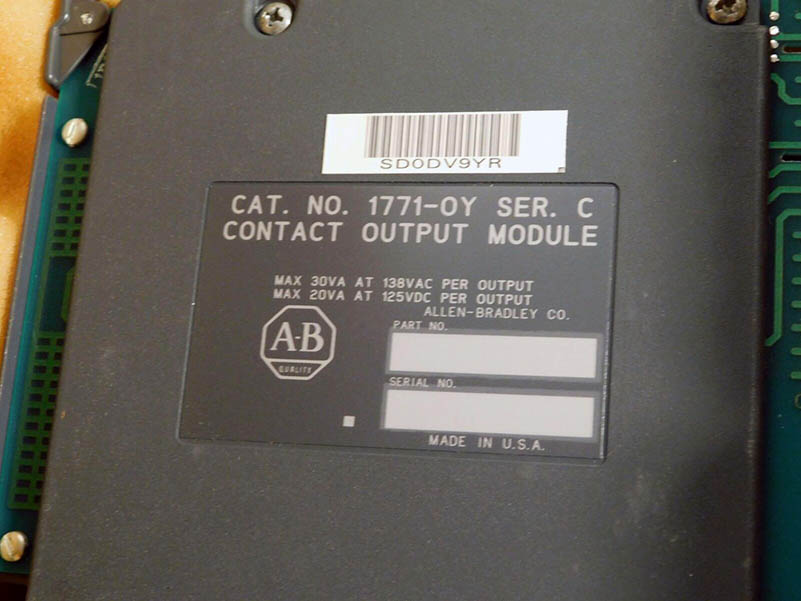 SD0DV9YR
CAT. NO. 1771-OY SER. C
CONTACT OUTPUT MODULE
MAX 30VA AT 138VAC PER OUTPUT
MAX 20VA AT 125VDC PER OUTPUT
ALLEN-BRADLEY CO.
PART NO.
A-B
QUALITY
SERIAL NO.
MADE IN U.S.A.